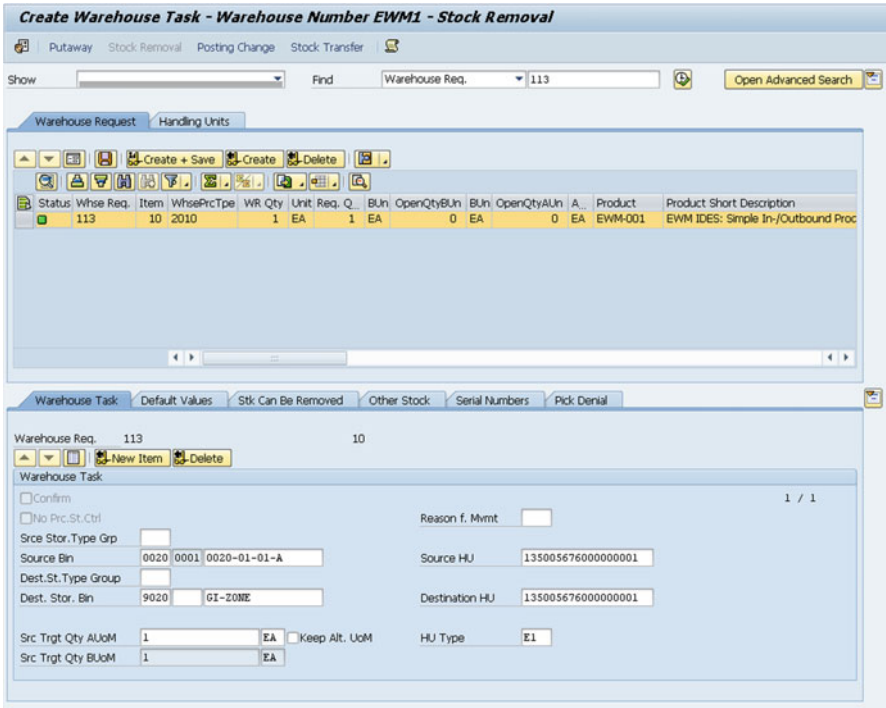 Create Warehouse Task - Warehouse Number EWM1 - Stock Removal
Putaway Stock Removal Posting Change Stock Transfer
Show Find Warehouse Req. 113 Open Advanced Search
Warehouse Request Handling Units
Create + Save Create Delete
Status Whse Req. Item WhsePrcTpe WR Qty Unit Req. Q... BUn OpenQtyBUn BUn OpenQtyAUn A... Product Product Short Description
113 10 2010 1 EA 1 EA 0 EA 0 EA EWM-001 EWM IDES: Simple In-/Outbound Proc
Warehouse Task Default Values Stk Can Be Removed Other Stock Serial Numbers Pick Denial
Warehouse Req. 113 10
New Item Delete
Warehouse Task
Confirm 1 / 1
No Prc.St.Ctrl Reason f. Mvmt
Srce Stor.Type Grp
Source Bin 0020 0001 0020-01-01-A Source HU 135005676000000001
Dest.St.Type Group
Dest. Stor. Bin 9020 GI-ZONE Destination HU 135005676000000001
Src Trgt Qty AUoM 1 EA Keep Alt. UoM HU Type E1
Src Trgt Qty BUoM 1 EA